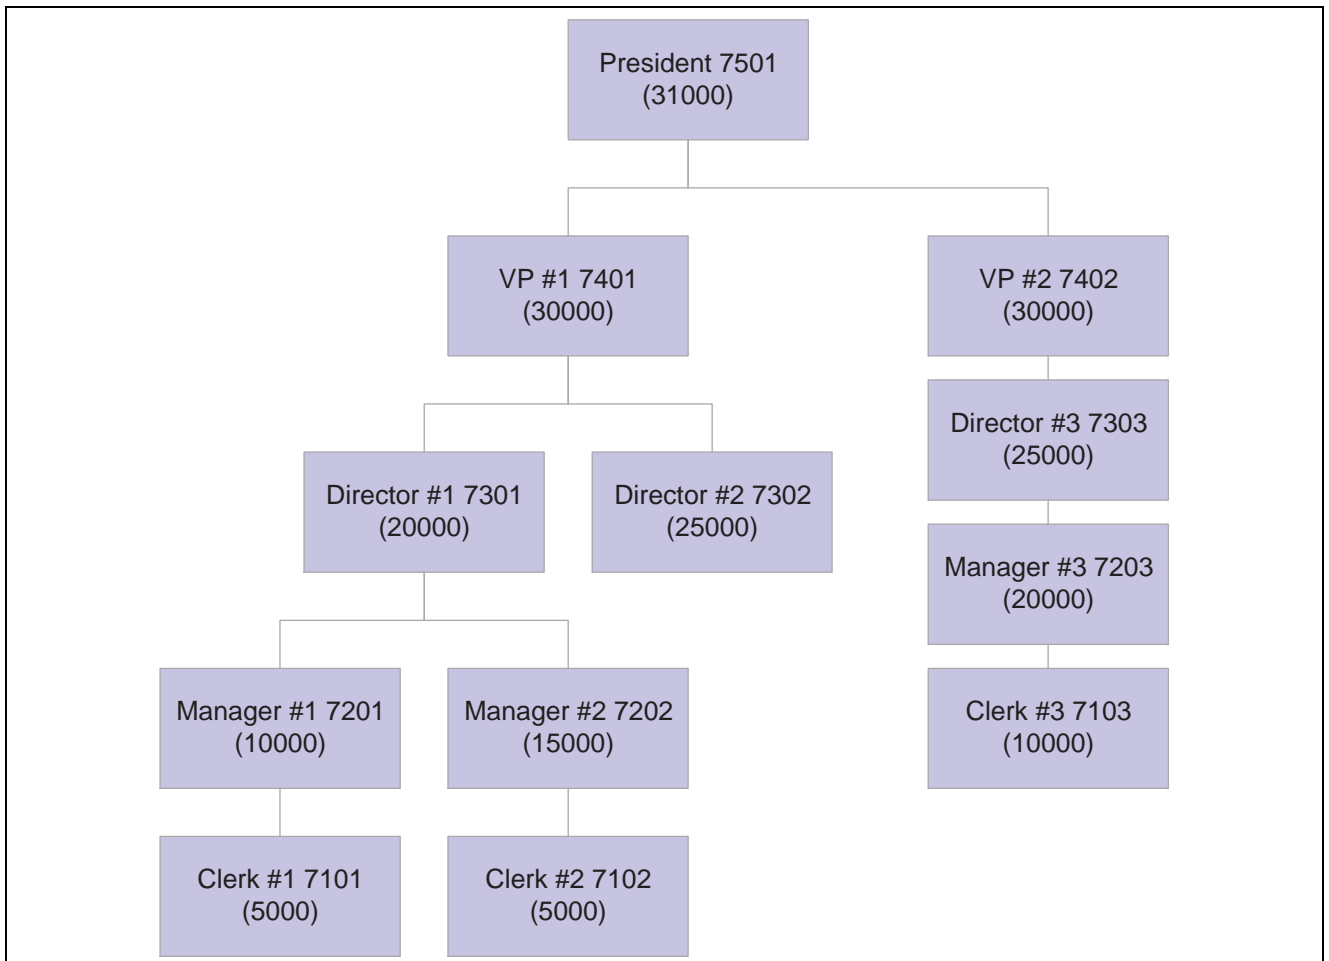 President 7501
(31000)
VP #1 7401
(30000)
VP #2 7402
(30000)
Director #3 7303
(25000)
Director #1 7301
(20000)
Director #2 7302
(25000)
Manager #3 7203
(20000)
Manager #1 7201
(10000)
Manager #2 7202
(15000)
Clerk #3 7103
(10000)
Clerk #1 7101
(5000)
Clerk #2 7102
(5000)